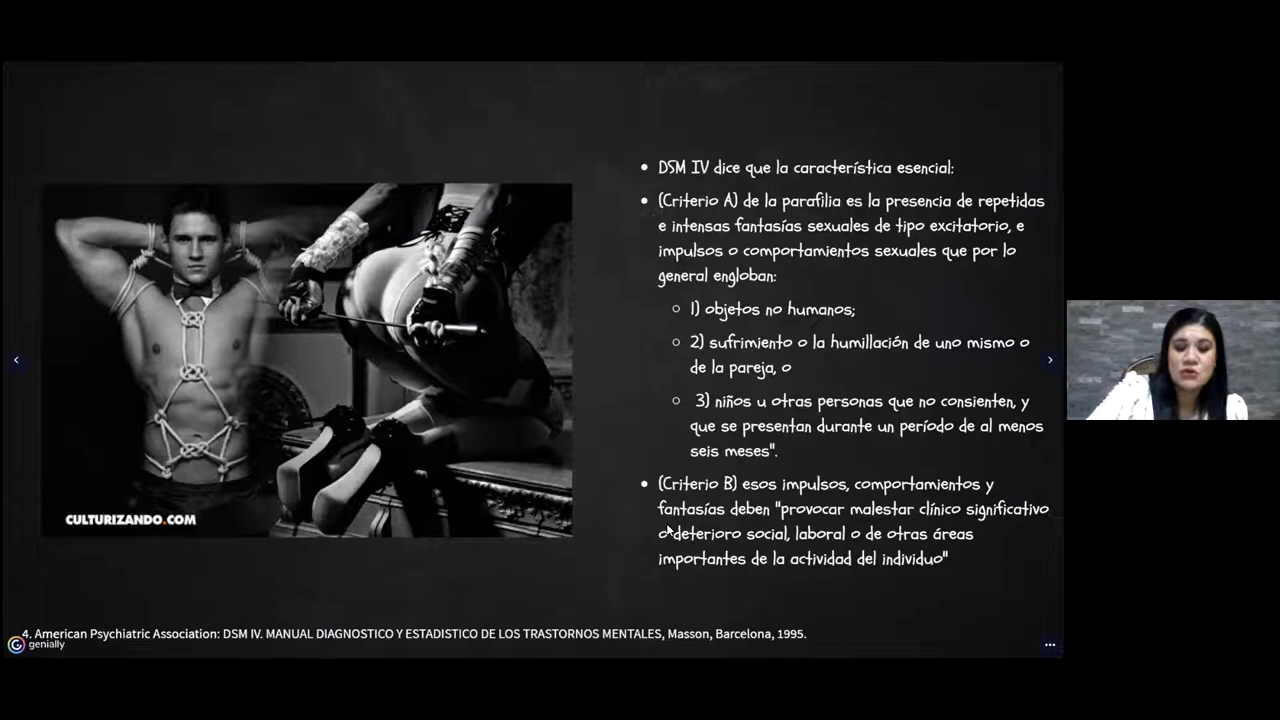 DSM IV dice que la característica esencial:
(Criterio A) de la parafilia es la presencia de repetidas
e intensas fantasías sexuales de tipo excitatorio, e
impulsos o comportamientos sexuales que por lo
general engloban:
1) objetos no humanos;
2) sufrimiento o la humillación de uno mismo o
de la pareja, o
3) niños u otras personas que no consienten, y
que se presentan durante un período de al menos
seis meses".
(Criterio B) esos impulsos, comportamientos y
fantasías deben "provocar malestar clínico significativo
o deterioro social, laboral o de otras áreas
importantes de la actividad del individuo"
CULTURIZANDO.COM
4. American Psychiatric Association: DSM IV. MANUAL DIAGNOSTICO Y ESTADISTICO DE LOS TRASTORNOS MENTALES, Masson, Barcelona, 1995.
genially